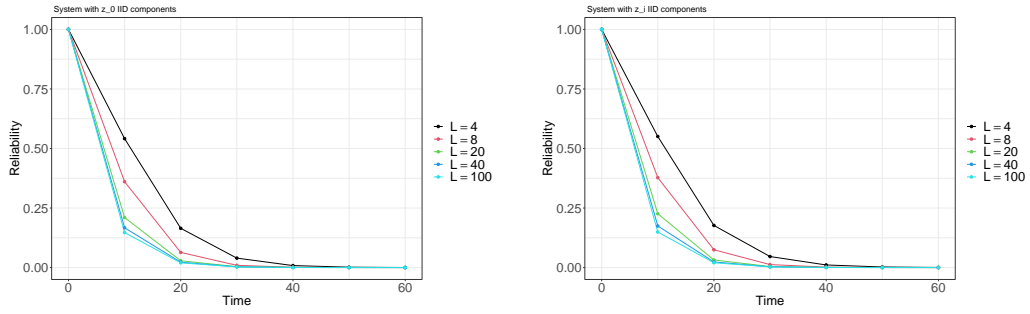 System with z_0 IID components
1.00
0.75
0.50
0.25
0.00
Reliability
0
20
40
60
Time
L = 4
L = 8
L = 20
L = 40
L = 100
System with z_i IID components
1.00
0.75
0.50
0.25
0.00
Reliability
0
20
40
60
Time
L = 4
L = 8
L = 20
L = 40
L = 100